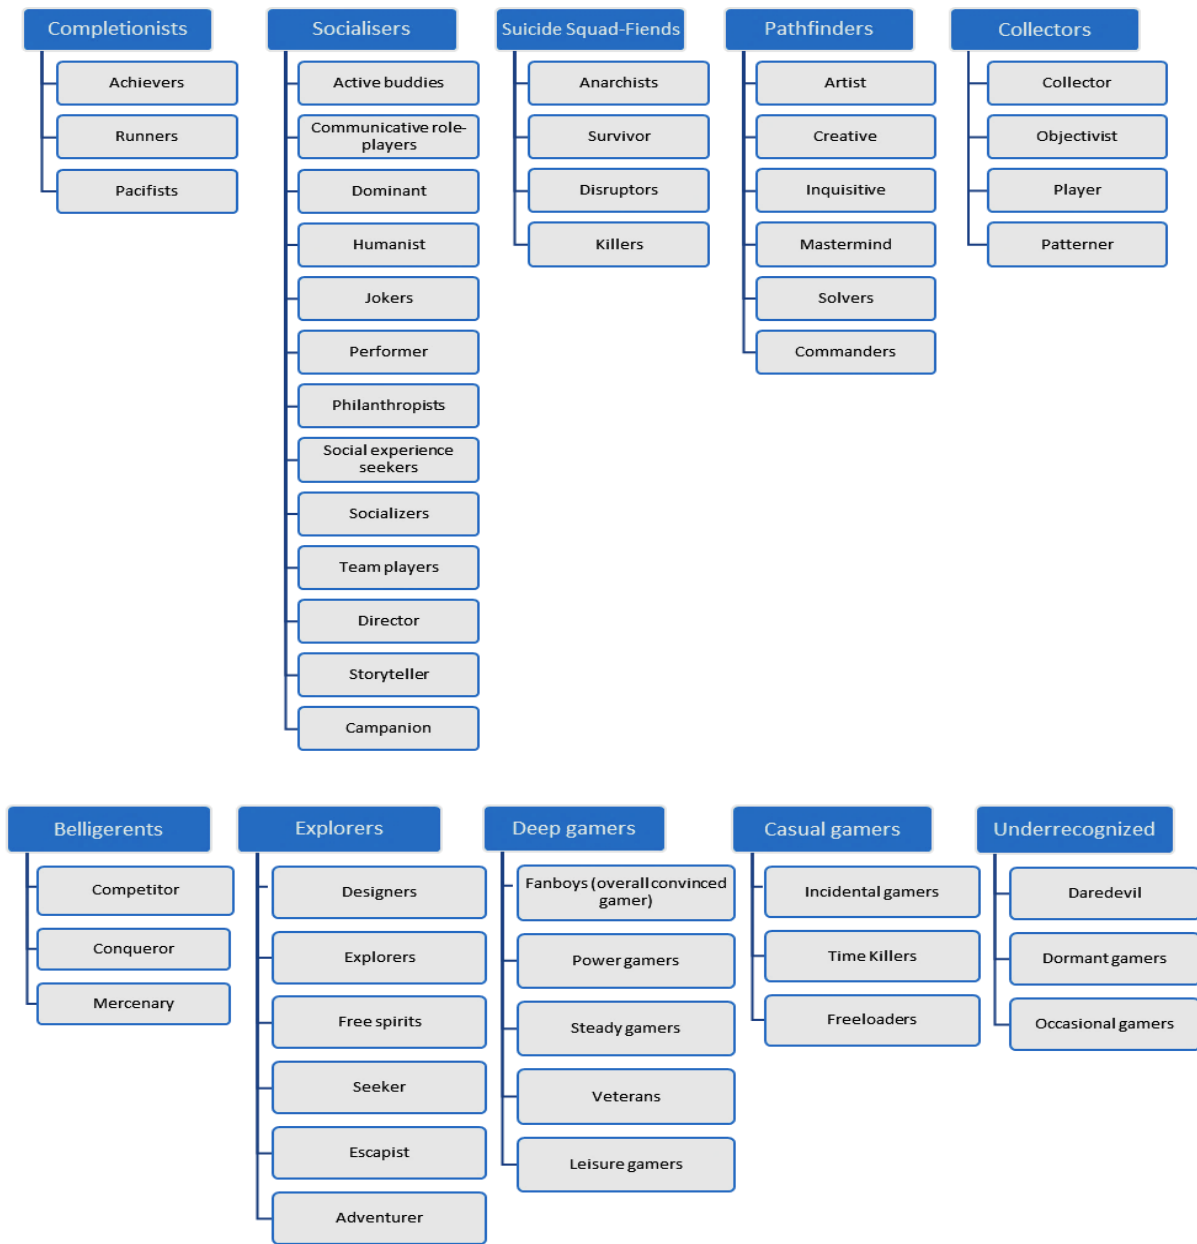 Completionists
Achievers
Runners
Pacifists
Socialisers
Active buddies
Communicative role-
players
Dominant
Humanist
Jokers
Performer
Philanthropists
Social experience
seekers
Socializers
Team players
Director
Storyteller
Campanion
Suicide Squad-Fiends
Anarchists
Survivor
Disruptors
Killers
Pathfinders
Artist
Creative
Inquisitive
Mastermind
Solvers
Commanders
Collectors
Collector
Objectivist
Player
Patterner
Belligerents
Competitor
Conqueror
Mercenary
Explorers
Designers
Explorers
Free spirits
Seeker
Escapist
Adventurer
Deep gamers
Fanboys (overall convinced
gamer)
Power gamers
Steady gamers
Veterans
Leisure gamers
Casual gamers
Incidental gamers
Time Killers
Freeloaders
Underrecognized
Daredevil
Dormant gamers
Occasional gamers